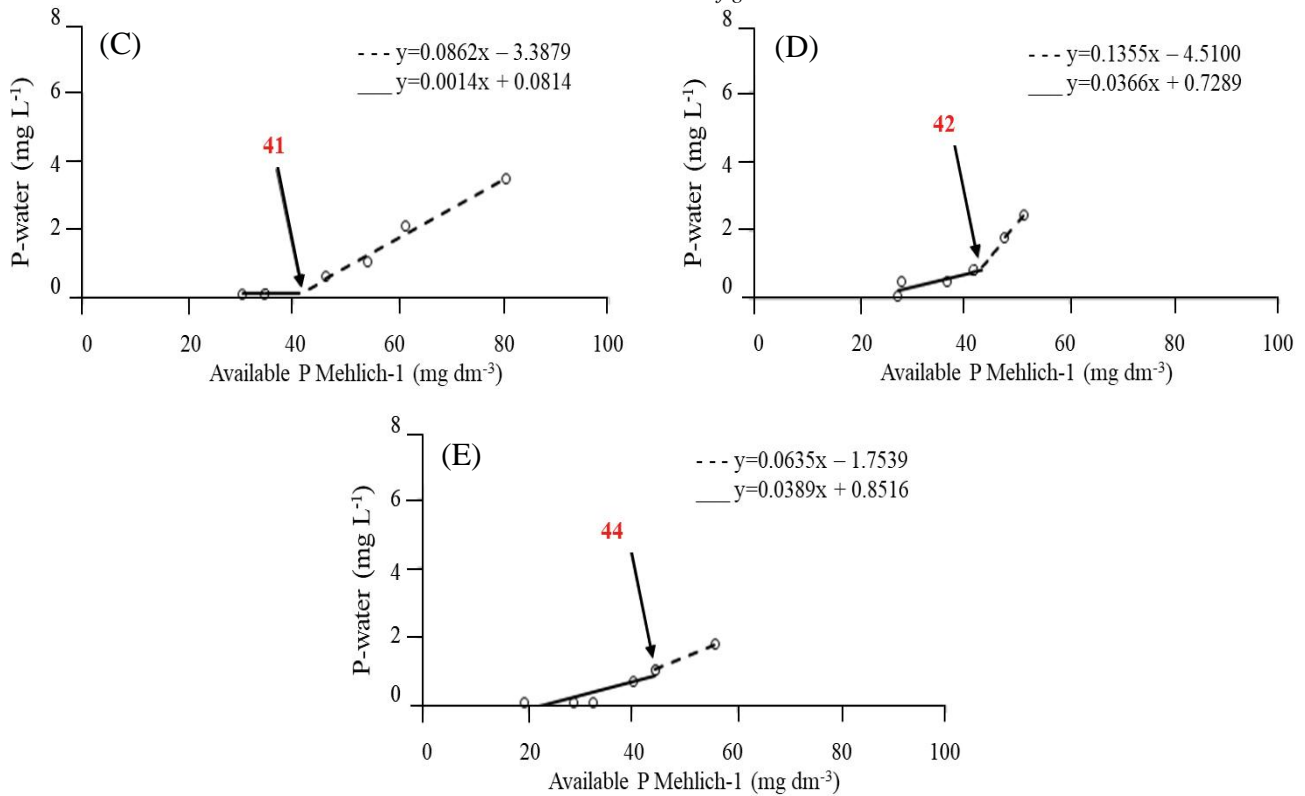 (C)
- - - y=0.0862x – 3.3879
___ y=0.0014x + 0.0814
41
P-water (mg L-1)
8
6
4
2
0
0 20 40 60 80 100
Available P Mehlich-1 (mg dm-3)
(D)
- - - y=0.1355x – 4.5100
___ y=0.0366x + 0.7289
42
P-water (mg L-1)
8
6
4
2
0
0 20 40 60 80 100
Available P Mehlich-1 (mg dm-3)
(E)
- - - y=0.0635x – 1.7539
___ y=0.0389x + 0.8516
44
P-water (mg L-1)
8
6
4
2
0
0 20 40 60 80 100
Available P Mehlich-1 (mg dm-3)